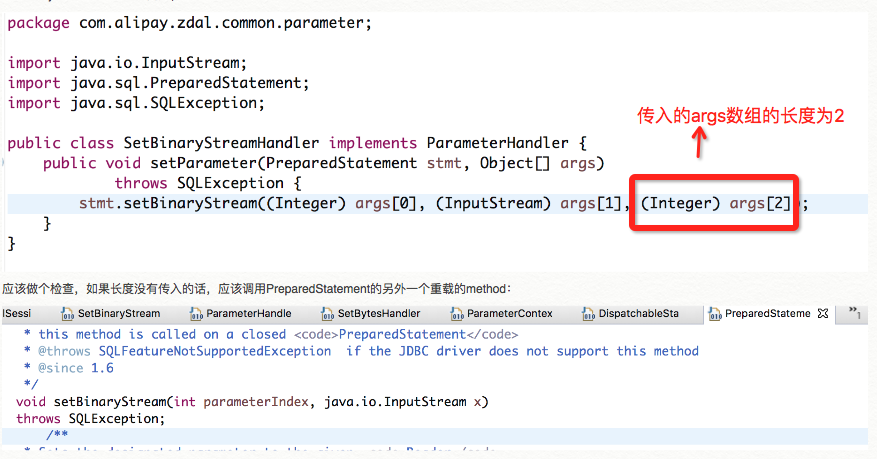 package com.alipay.zdal.common.parameter;
import java.io.InputStream;
import java.sql.PreparedStatement;
import java.sql.SQLException;
传入的args数组的长度为2
public class SetBinaryStreamHandler implements ParameterHandler {
public void setParameter(PreparedStatement stmt, Object[] args)
throws SQLException {
stmt.setBinaryStream((Integer) args[0], (InputStream) args[1], (Integer) args[2]);
}
}
应该做个检查，如果长度没有传入的话，应该调用PreparedStatement的另外一个重载的method：
ISessi SetBinaryStream ParameterHandle SetBytesHandler ParameterContex DispatchableSta PreparedStateme »1
* this method is called on a closed <code>PreparedStatement</code>
* @throws SQLFeatureNotSupportedException if the JDBC driver does not support this method
* @since 1.6
*/
void setBinaryStream(int parameterIndex, java.io.InputStream x)
throws SQLException;
/**